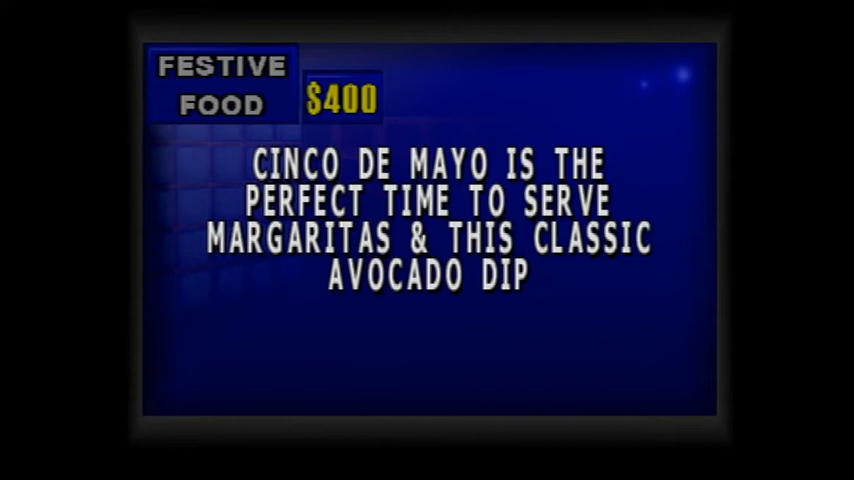 FESTIVE
FOOD
$400
CINCO DE MAYO IS THE
PERFECT TIME TO SERVE
MARGARITAS & THIS CLASSIC
AVOCADO DIP